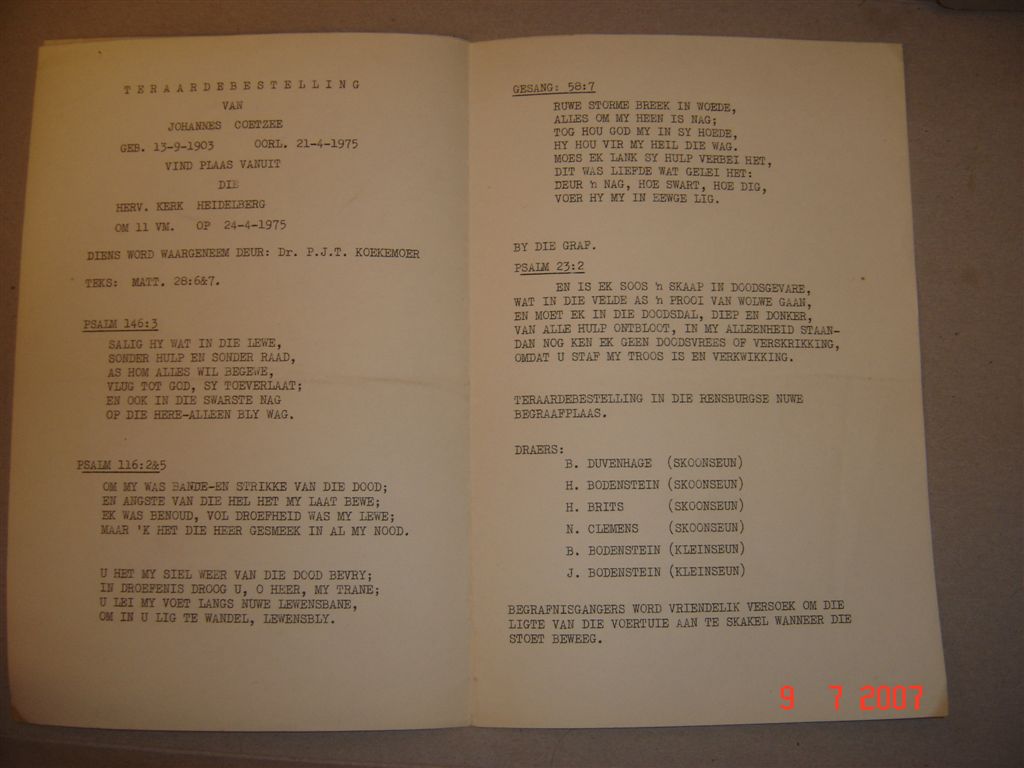 TERAARDEBESTELLING
VAN
JOHANNES COETZEE
GEB. 13-9-1903 OORL. 21-4-1975
VIND PLAAS VANUIT
DIE
HERV. KERK HEIDELBERG
OM 11 VM. OP 24-4-1975
DIENS WORD WAARGENEEM DEUR: Dr. P.J.T. KOEKEMOER
TEKS: MATT. 28:6&7.
PSALM 146:3
SALIG HY WAT IN DIE LEWE,
SONDER HULP EN SONDER RAAD,
AS HOM ALLES WIL BEGEWE,
VLUG TOT GOD, SY TOEVERLAAT;
EN OOK IN DIE SWARSTE NAG
OP DIE HERE-ALLEEN BLY WAG.
PSALM 116:2&5
OM MY WAS BANDE-EN STRIKKE VAN DIE DOOD;
EN ANGSTE VAN DIE HEL HET MY LAAT BEWE;
EK WAS BENOUD, VOL DROEFHEID WAS MY LEWE;
MAAR 'K HET DIE HEER GESMEEK IN AL MY NOOD.
U HET MY SIEL WEER VAN DIE DOOD BEVRY;
IN DROEFENIS DROOG U, O HEER, MY TRANE;
U LEI MY VOET LANGS NUWE LEWENSBANE,
OM IN U LIG TE WANDEL, LEWENSBLY.
GESANG: 58:7
RUWE STORME BREEK IN WOEDE,
ALLES OM MY HEEN IS NAG;
TOG HOU GOD MY IN SY HOEDE,
HY HOU VIR MY HEIL DIE WAG.
MOES EK LANK SY HULP VERBEI HET,
DIT WAS LIEFDE WAT GELEI HET:
DEUR 'n NAG, HOE SWART, HOE DIG,
VOER HY MY IN EEWGE LIG.
BY DIE GRAF.
PSALM 23:2
EN IS EK SOOS 'n SKAAP IN DOODSGEVARE,
WAT IN DIE VELDE AS 'n PROOI VAN WOLWE GAAN,
EN MOET EK IN DIE DOODSDAL, DIEP EN DONKER,
VAN ALLE HULP ONTBLOOT, IN MY ALLEENHEID STAAN-
DAN NOG KEN EK GEEN DOODSVREES OF VERSKRIKKING,
OMDAT U STAF MY TROOS IS EN VERKWIKKING.
TERAARDEBESTELLING IN DIE RENSBURGSE NUWE
BEGRAAFPLAAS.
DRAERS:
B. DUVENHAGE (SKOONSEUN)
H. BODENSTEIN (SKOONSEUN)
H. BRITS (SKOONSEUN)
N. CLEMENS (SKOONSEUN)
B. BODENSTEIN (KLEINSEUN)
J. BODENSTEIN (KLEINSEUN)
BEGRAFNISGANGERS WORD VRIENDELIK VERSOEK OM DIE
LIGTE VAN DIE VOERTUIE AAN TE SKAKEL WANNEER DIE
STOET BEWEEG.
9 7 2007